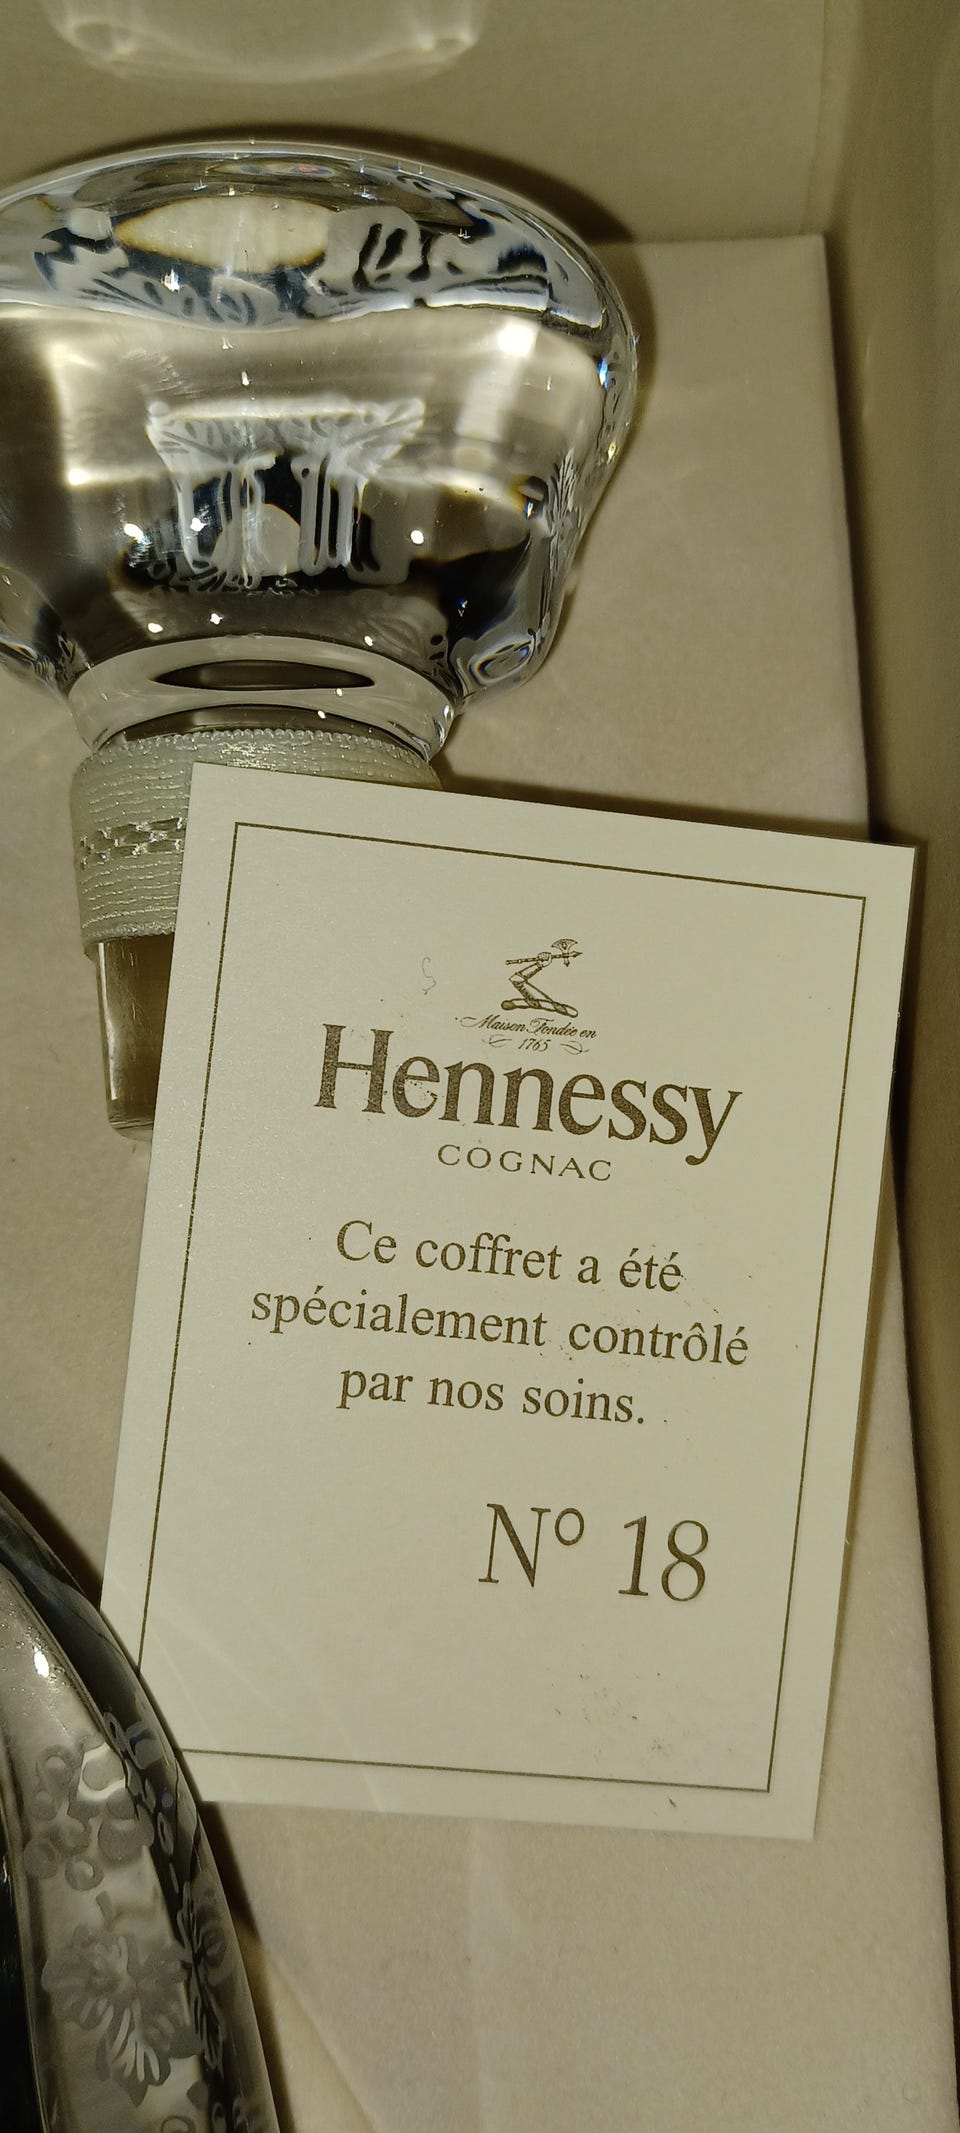 Maison Fondée en
1765
Hennessy
COGNAC
Ce coffret a été
spécialement contrôlé
par nos soins.
N° 18